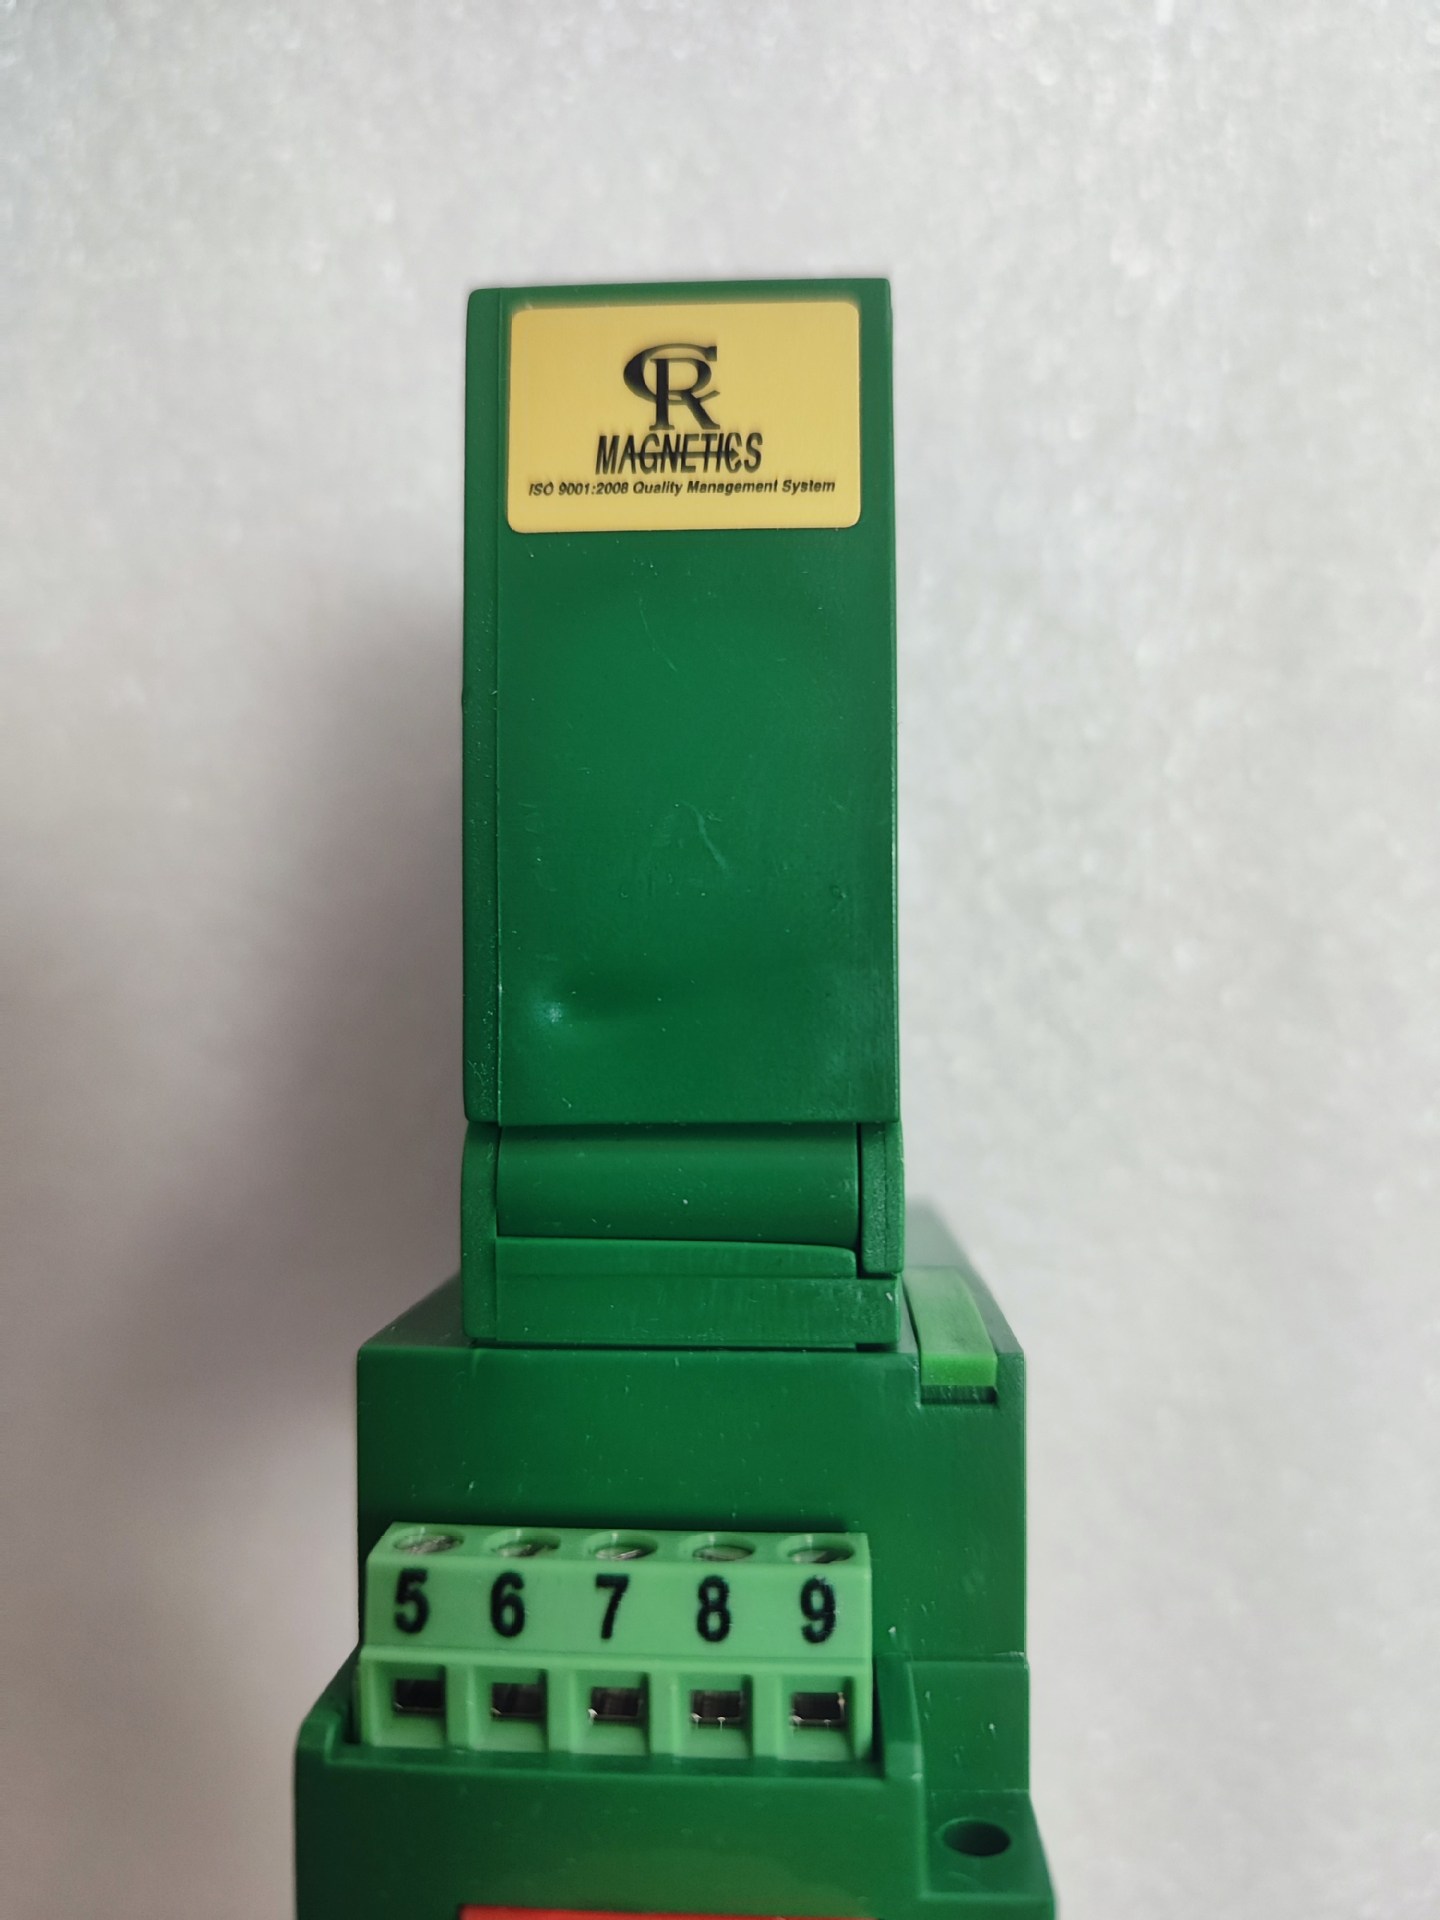 CR
MAGNETICS
ISO 9001:2008 Quality Management System
5 6 7 8 9